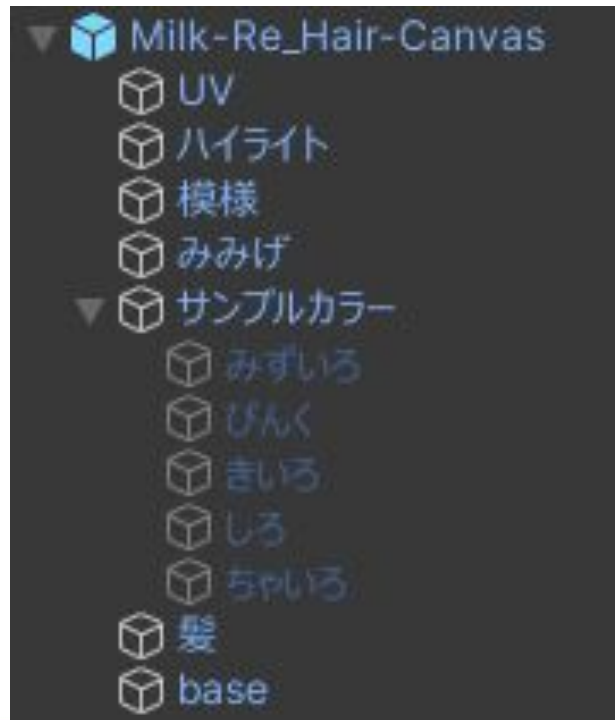 Milk-Re_Hair-Canvas
UV
ハイライト
模様
みみげ
サンプルカラー
みずいろ
ぴんく
きいろ
しろ
ちゃいろ
髪
base